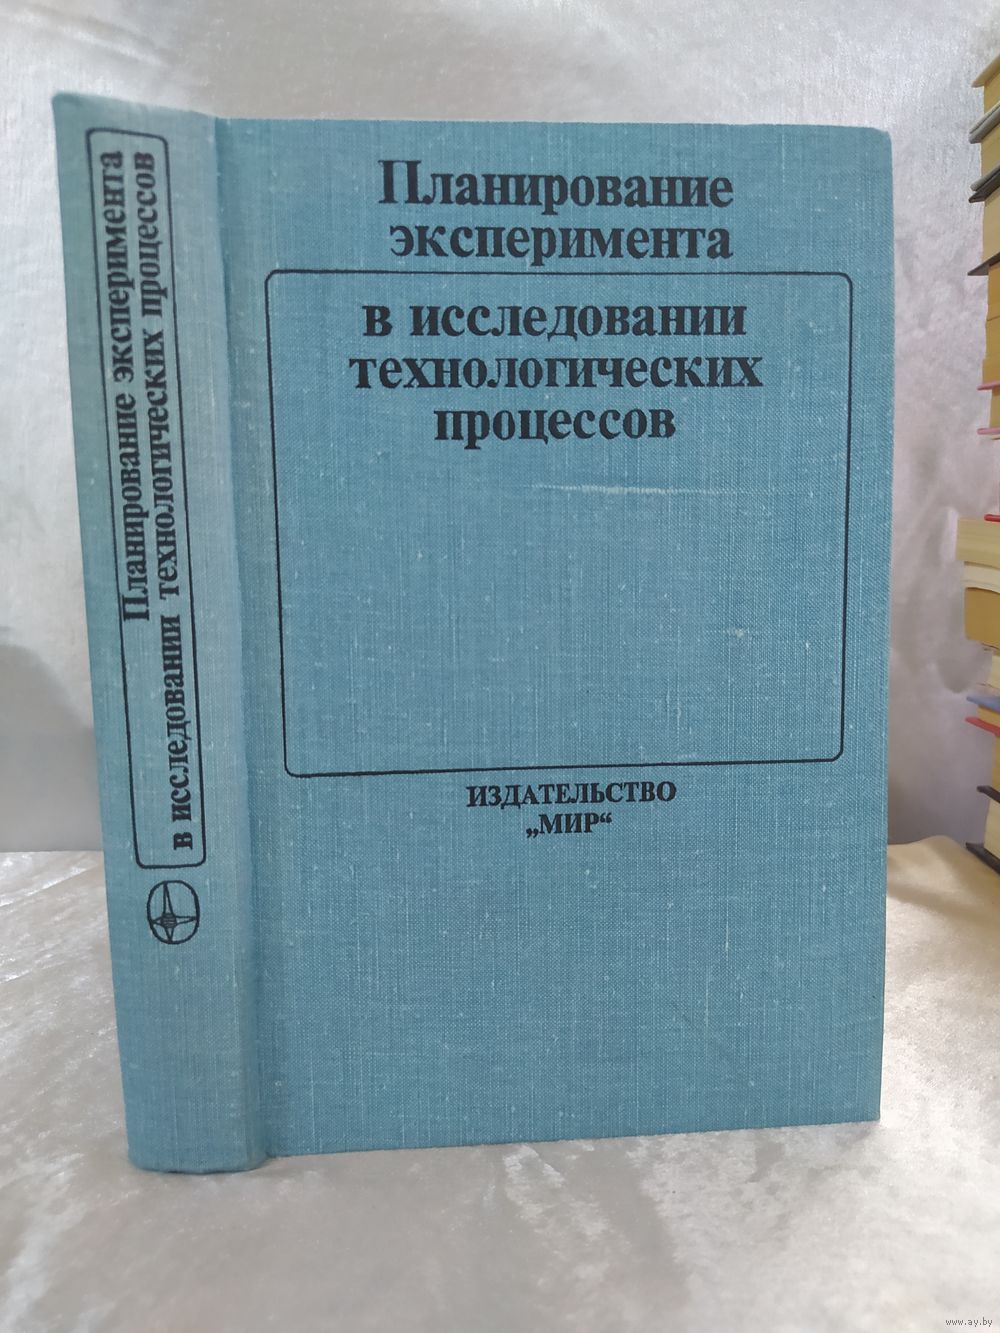 Планирование эксперимента
в исследовании технологических процессов
Планирование
эксперимента
в исследовании
технологических
процессов
ИЗДАТЕЛЬСТВО
„МИР“
www.ay.by